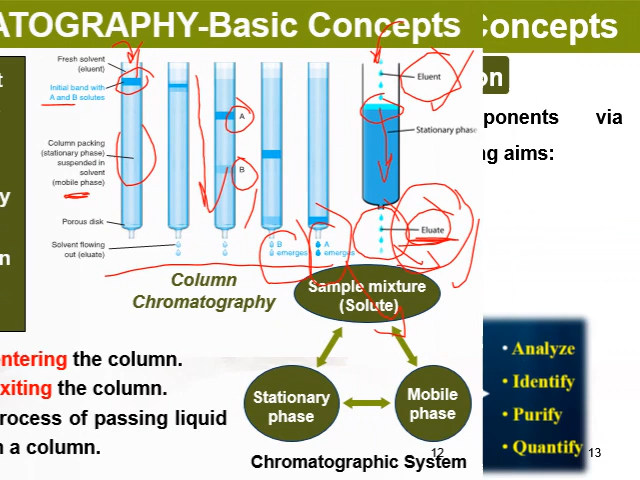 ATOGRAPHY-Basic Concepts
Concepts
Fresh solvent
(eluent)
Initial band with
A and B solutes
Column packing
(stationary phase)
suspended in
solvent
(mobile phase)
Porous disk
Solvent flowing
out (eluate)
A
B
B
emerges
A
emerges
Eluent
Stationary phase
Eluate
Column
Chromatography
Sample mixture
(Solute)
Stationary
phase
Mobile
phase
Chromatographic System
12
ntering the column.
xiting the column.
rocess of passing liquid
a column.
on
ponents via
ng aims:
• Analyze
• Identify
• Purify
• Quantify
13